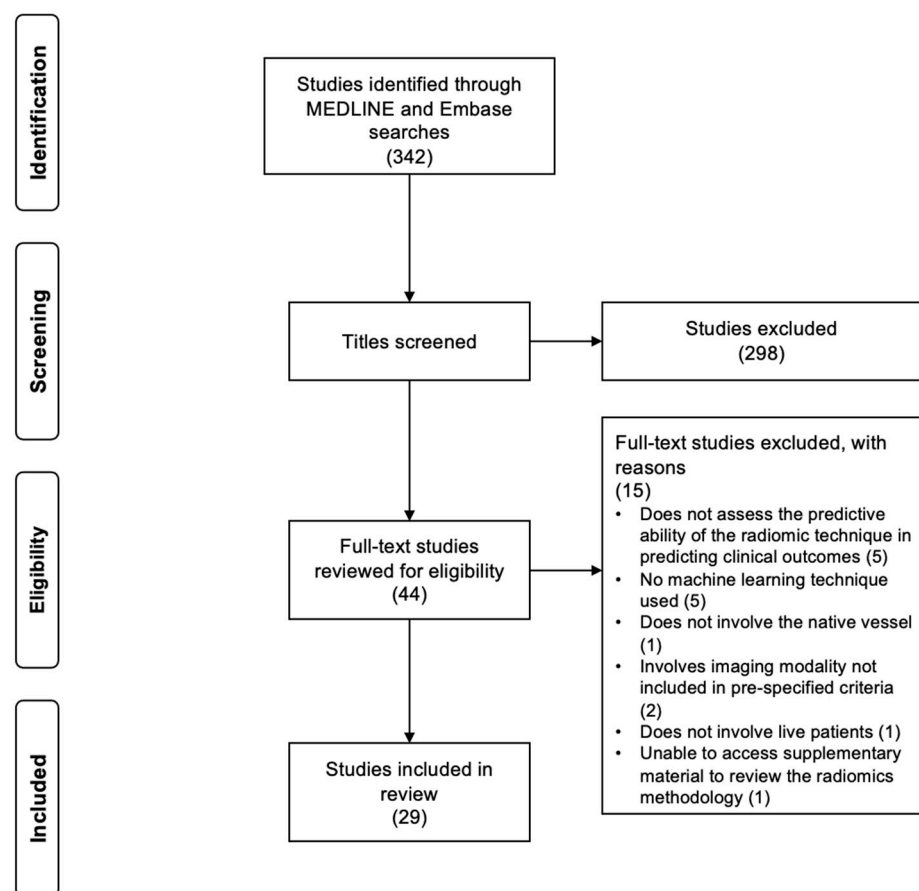 Identification
Studies identified through
MEDLINE and Embase
searches
(342)
Screening
Titles screened
Studies excluded
(298)
Eligibility
Full-text studies
reviewed for eligibility
(44)
Full-text studies excluded, with
reasons
(15)
• Does not assess the predictive
ability of the radiomic technique in
predicting clinical outcomes (5)
• No machine learning technique
used (5)
• Does not involve the native vessel
(1)
• Involves imaging modality not
included in pre-specified criteria
(2)
• Does not involve live patients (1)
• Unable to access supplementary
material to review the radiomics
methodology (1)
Included
Studies included in
review
(29)